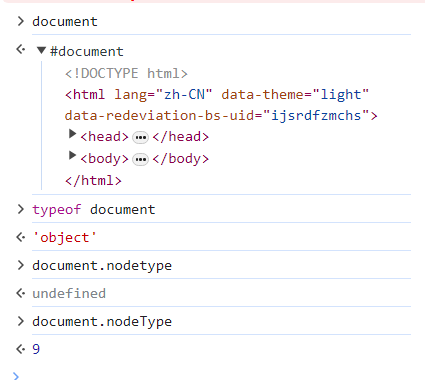 document
#document
<!DOCTYPE html>
<html lang="zh-CN" data-theme="light"
data-redeviation-bs-uid="ijsrdfzmchs">
<head> ••• </head>
<body> ••• </body>
</html>
typeof document
'object'
document.nodetype
undefined
document.nodeType
9